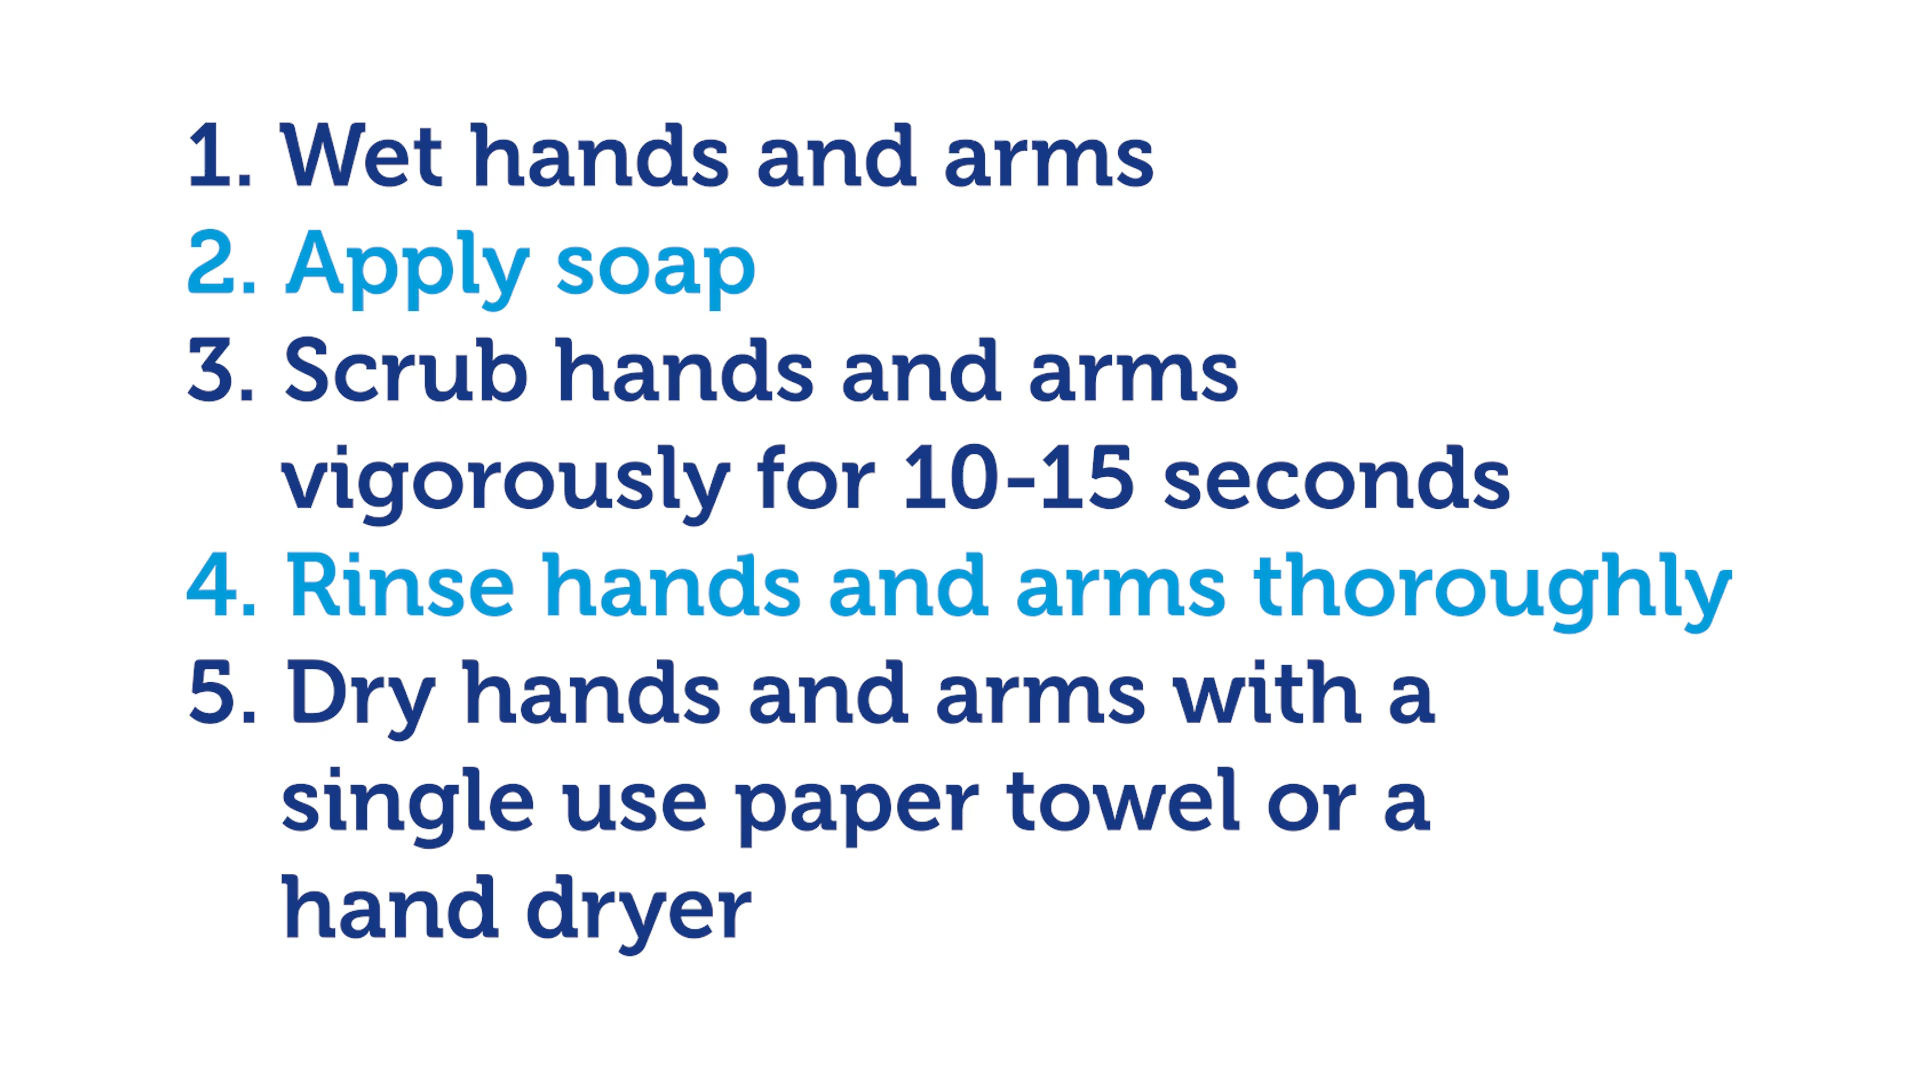 1. Wet hands and arms
2. Apply soap
3. Scrub hands and arms
vigorously for 10-15 seconds
4. Rinse hands and arms thoroughly
5. Dry hands and arms with a
single use paper towel or a
hand dryer